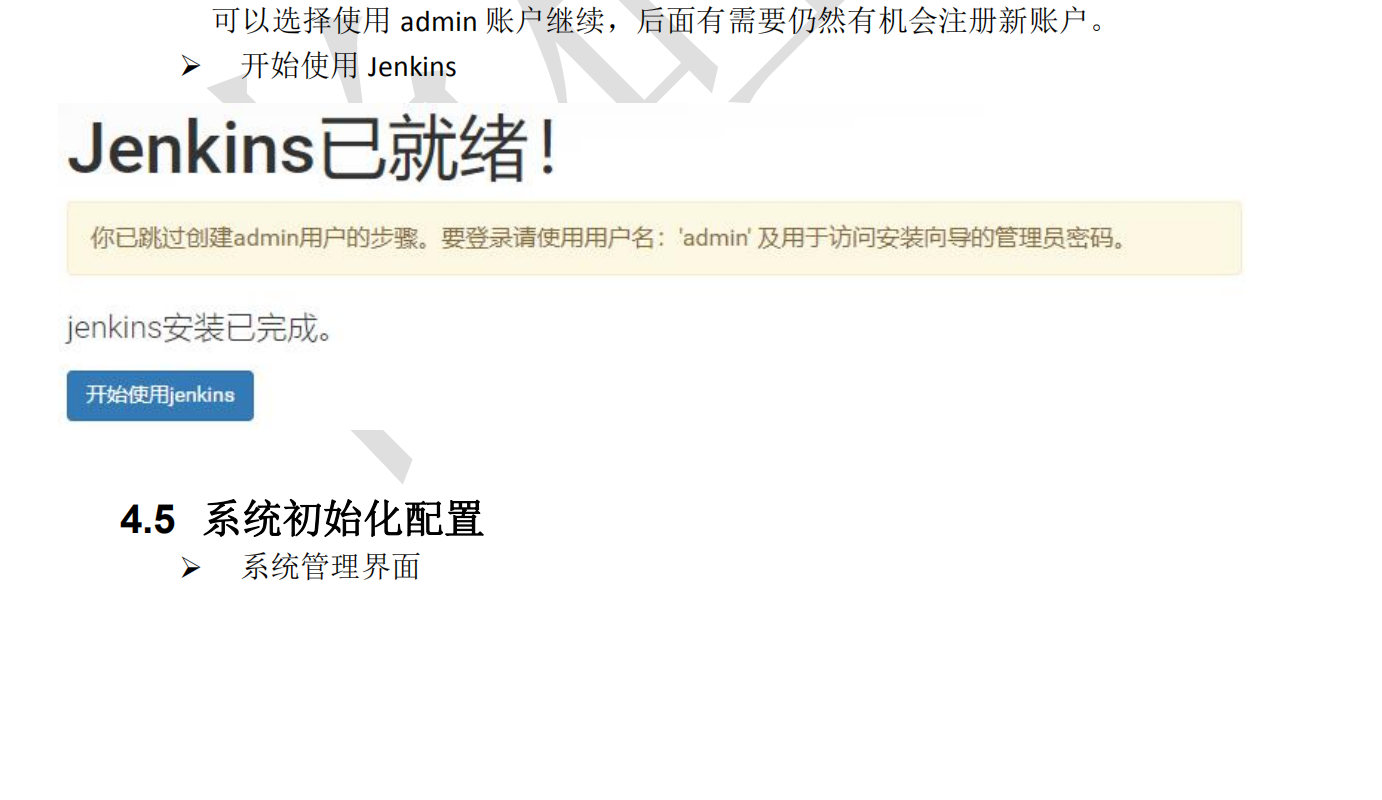 可以选择使用 admin 账户继续，后面有需要仍然有机会注册新账户。
➢ 开始使用 Jenkins
Jenkins已就绪！
你已跳过创建admin用户的步骤。要登录请使用用户名：'admin' 及用于访问安装向导的管理员密码。
jenkins安装已完成。
开始使用jenkins
4.5 系统初始化配置
➢ 系统管理界面